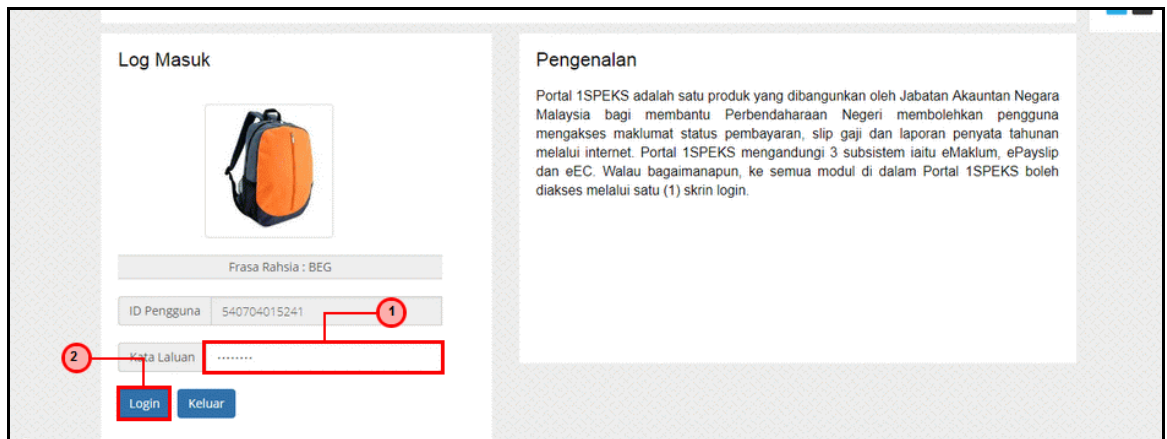 Log Masuk
Frasa Rahsia : BEG
ID Pengguna 540704015241
1
2
Kata Laluan ········
Login Keluar
Pengenalan
Portal 1SPEKS adalah satu produk yang dibangunkan oleh Jabatan Akauntan Negara
Malaysia bagi membantu Perbendaharaan Negeri membolehkan pengguna
mengakses maklumat status pembayaran, slip gaji dan laporan penyata tahunan
melalui internet. Portal 1SPEKS mengandungi 3 subsistem iaitu eMaklum, ePayslip
dan eEC. Walau bagaimanapun, ke semua modul di dalam Portal 1SPEKS boleh
diakses melalui satu (1) skrin login.